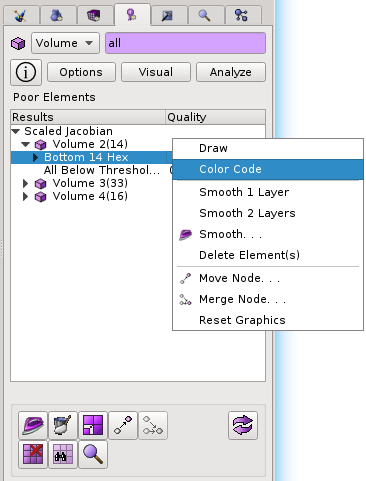 Volume all
Options Visual Analyze
Poor Elements
Results Quality
Scaled Jacobian
Volume 2(14)
Bottom 14 Hex
All Below Threshol...
Volume 3(33)
Volume 4(16)
Draw
Color Code
Smooth 1 Layer
Smooth 2 Layers
Smooth. . .
Delete Element(s)
Move Node. . .
Merge Node. . .
Reset Graphics